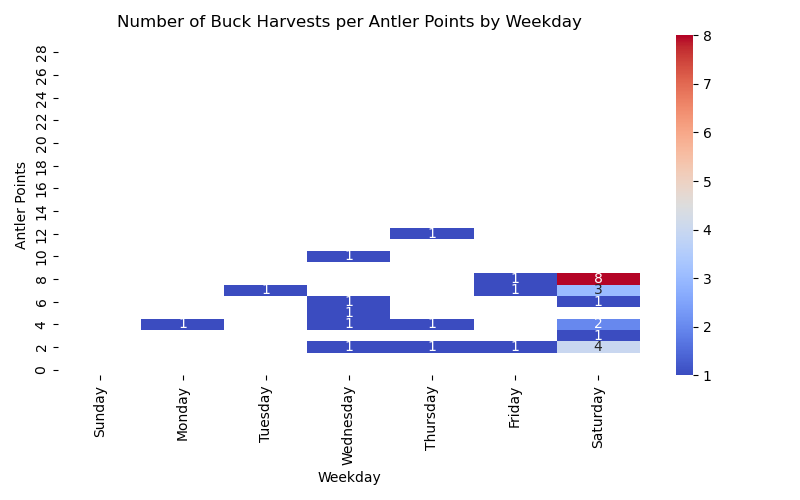 Number of Buck Harvests per Antler Points by Weekday
Antler Points
28
26
24
22
20
18
16
14
12
10
8
6
4
2
0
1
1
1 8
1 1 3
1 1
1
1 1 1 2
1
1 1 1 4
Sunday
Monday
Tuesday
Wednesday
Thursday
Friday
Saturday
Weekday
8
7
6
5
4
3
2
1